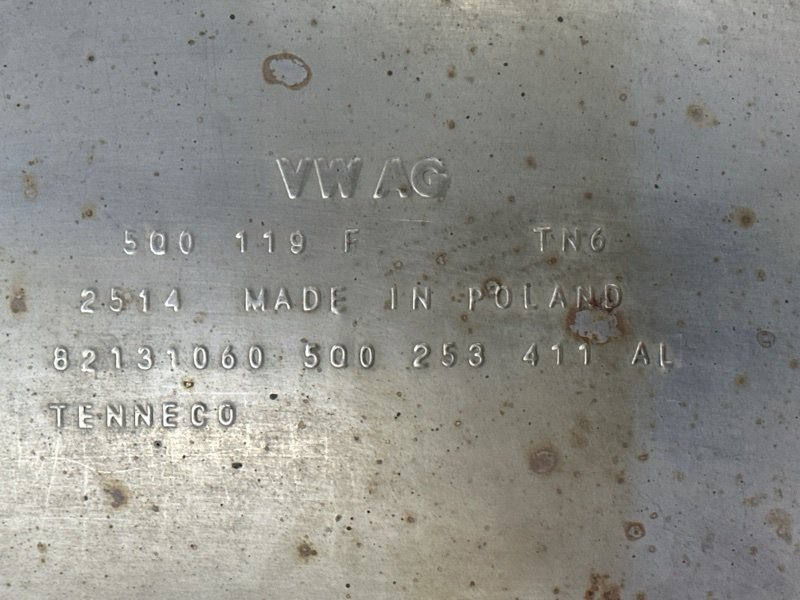 VW AG
5Q0 119 F TN6
2514 MADE IN POLAND
82131060 5Q0 253 411 AL
TENNECO